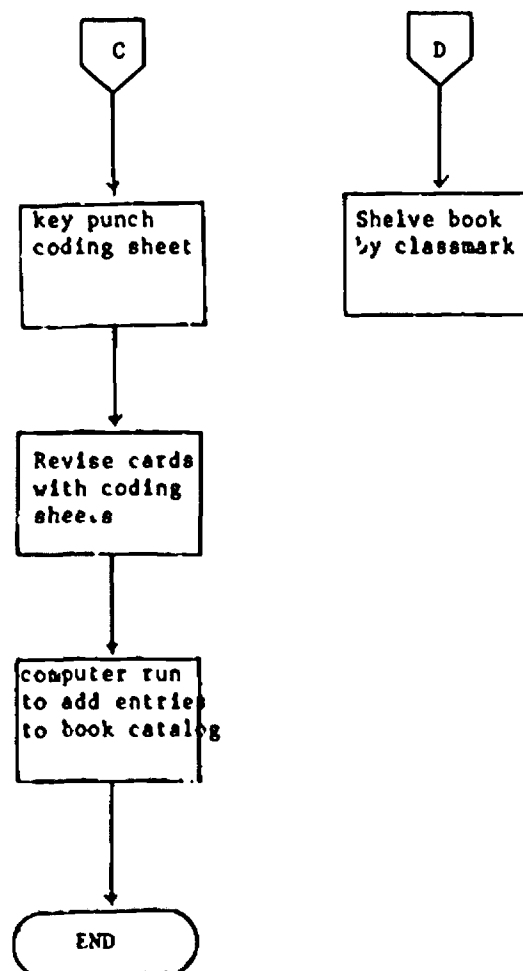 C
key punch
coding sheet
Revise cards
with coding
sheets
computer run
to add entries
to book catalog
END
D
Shelve book
by classmark